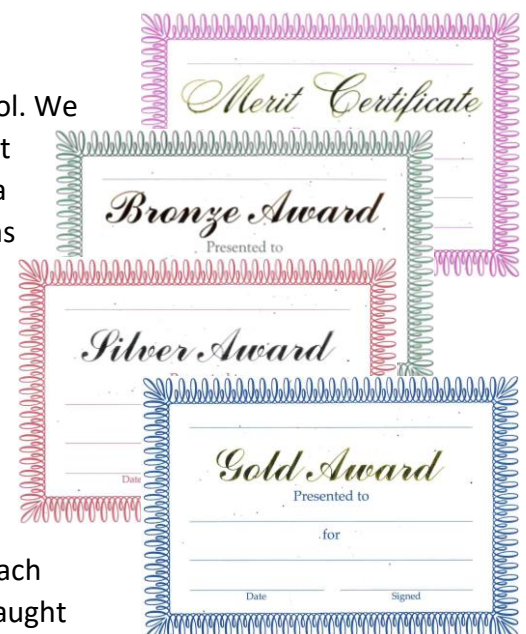 ol. We
t
a
ns
Merit Certificate
Bronze Award
Presented to
Silver Award
Date
Gold Award
Presented to
for
Date
Signed
ach
aught